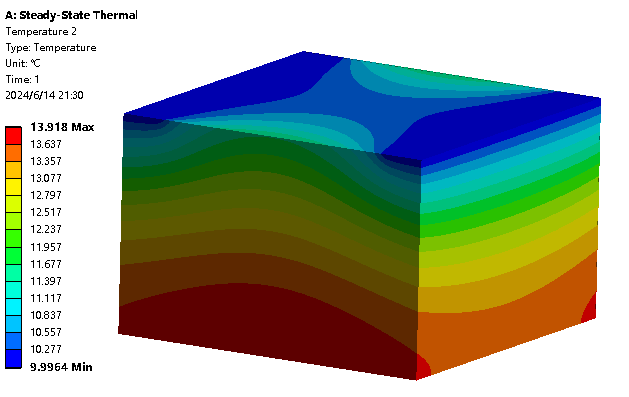 A: Steady-State Thermal
Temperature 2
Type: Temperature
Unit: °C
Time: 1
2024/6/14 21:30
13.918 Max
13.637
13.357
13.077
12.797
12.517
12.237
11.957
11.677
11.397
11.117
10.837
10.557
10.277
9.9964 Min